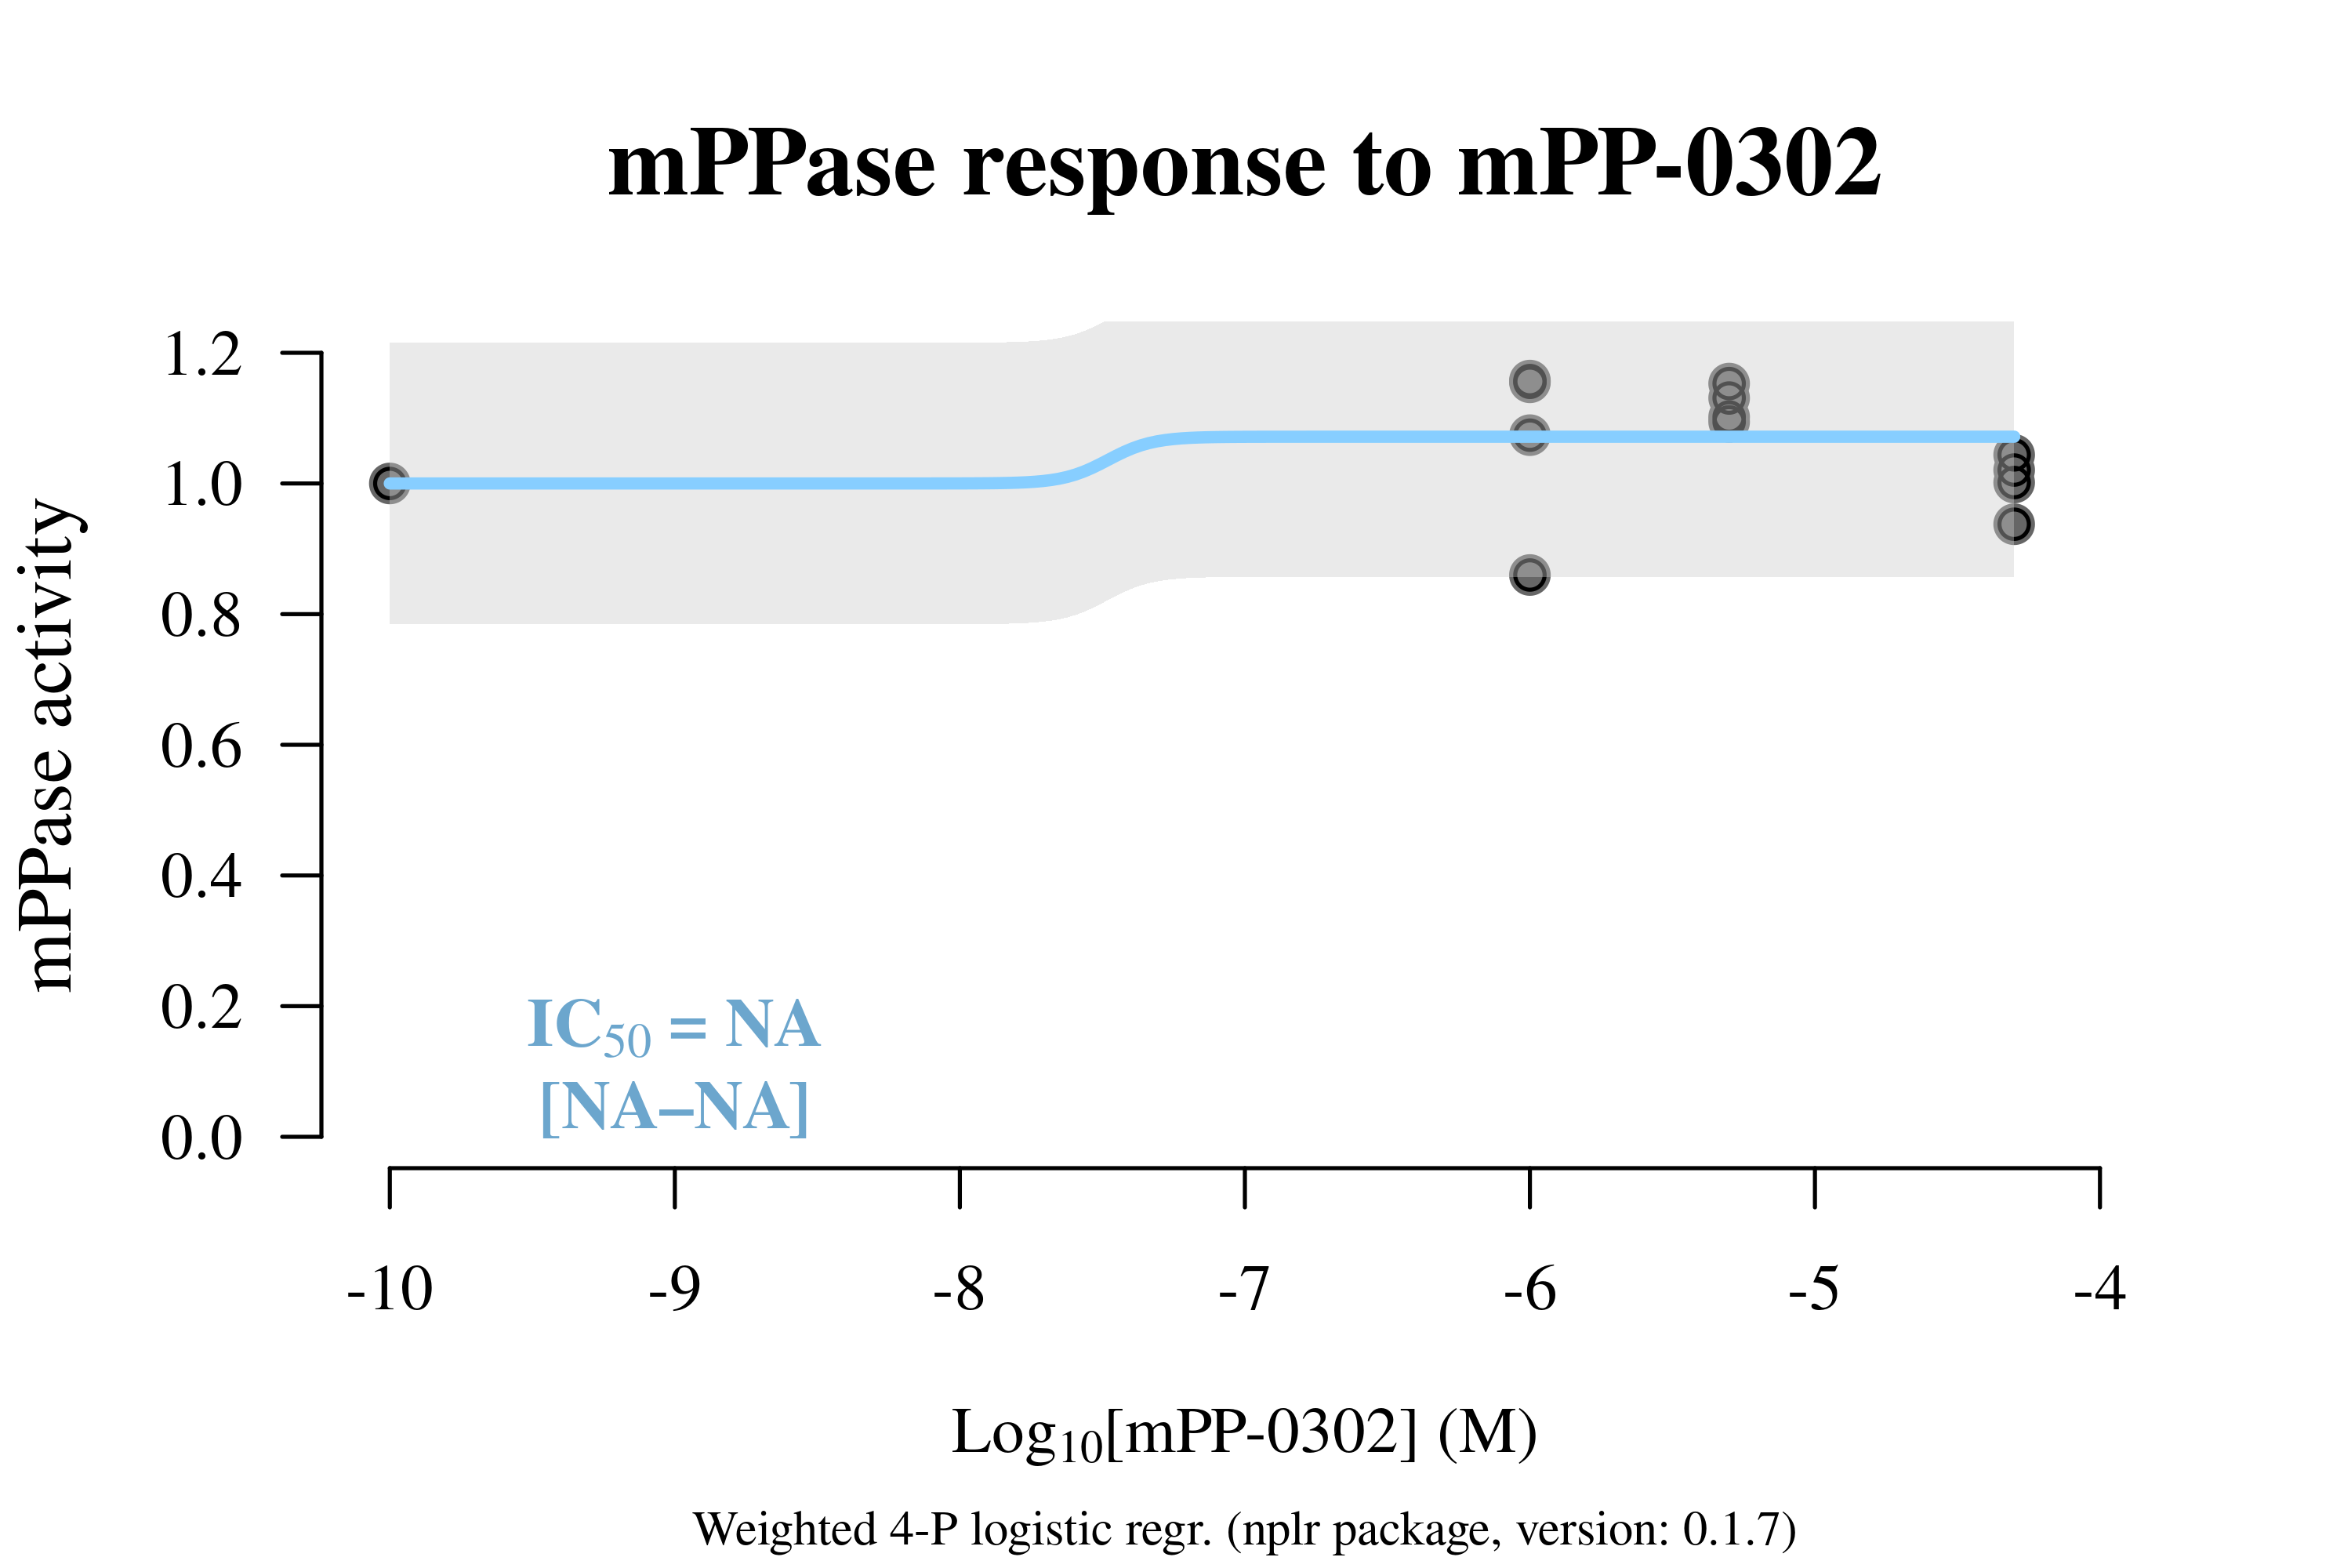 mPPase response to mPP-0302
mPPase activity
1.2
1.0
0.8
0.6
0.4
0.2
0.0
IC50 = NA
[NA–NA]
-10 -9 -8 -7 -6 -5 -4
Log10[mPP-0302] (M)
Weighted 4-P logistic regr. (nplr package, version: 0.1.7)